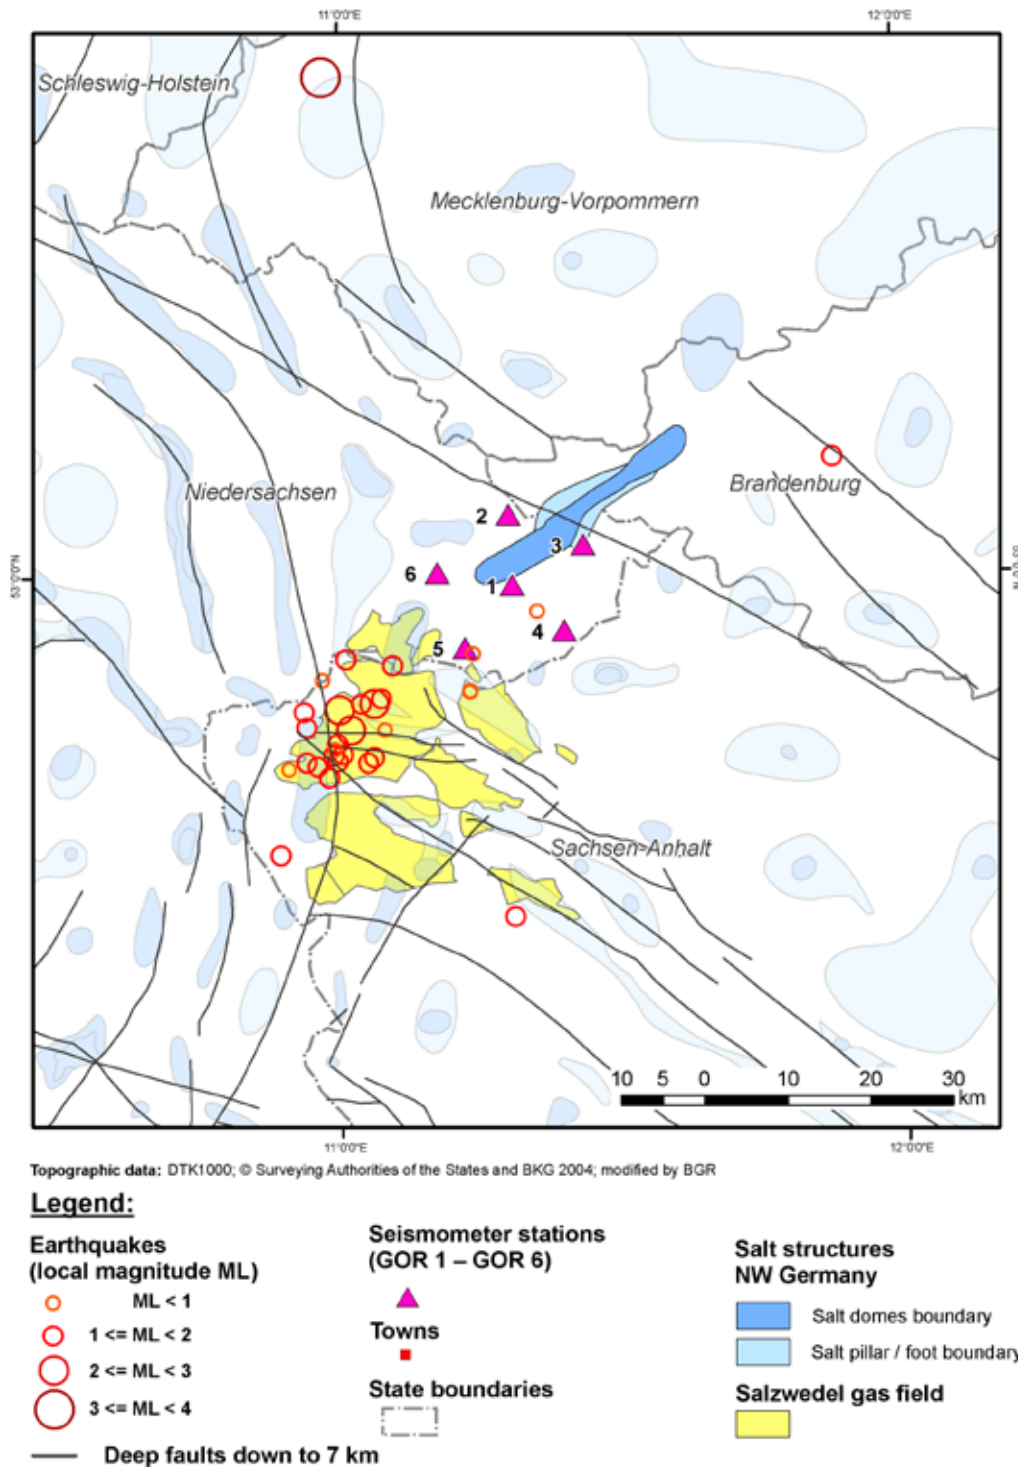 11°0'0"E 12°0'0"E
Schleswig-Holstein
Mecklenburg-Vorpommern
Niedersachsen
Brandenburg
2
3
53°0'0"N
6
1
4
5
Sachsen-Anhalt
10 5 0 10 20 30
km
11°0'0"E 12°0'0"E
Topographic data: DTK1000; © Surveying Authorities of the States and BKG 2004; modified by BGR
Legend:
Earthquakes
(local magnitude ML)
ML < 1
1 <= ML < 2
2 <= ML < 3
3 <= ML < 4
Deep faults down to 7 km
Seismometer stations
(GOR 1 – GOR 6)
Towns
State boundaries
Salt structures
NW Germany
Salt domes boundary
Salt pillar / foot boundary
Salzwedel gas field